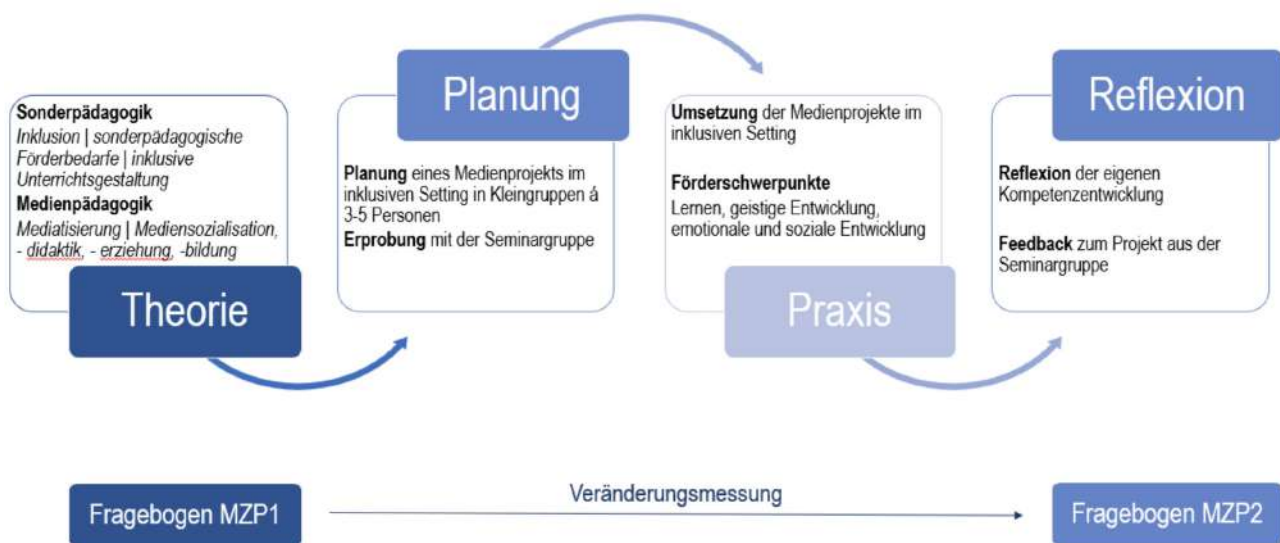 Sonderpädagogik
Inklusion | sonderpädagogische
Förderbedarfe | inklusive
Unterrichtsgestaltung
Medienpädagogik
Mediatisierung | Mediensozialisation,
- didaktik, - erziehung, -bildung
Theorie
Planung
Planung eines Medienprojekts im
inklusiven Setting in Kleingruppen á
3-5 Personen
Erprobung mit der Seminargruppe
Umsetzung der Medienprojekte im
inklusiven Setting
Förderschwerpunkte
Lernen, geistige Entwicklung,
emotionale und soziale Entwicklung
Praxis
Reflexion
Reflexion der eigenen
Kompetenzentwicklung
Feedback zum Projekt aus der
Seminargruppe
Fragebogen MZP1
Veränderungsmessung
Fragebogen MZP2